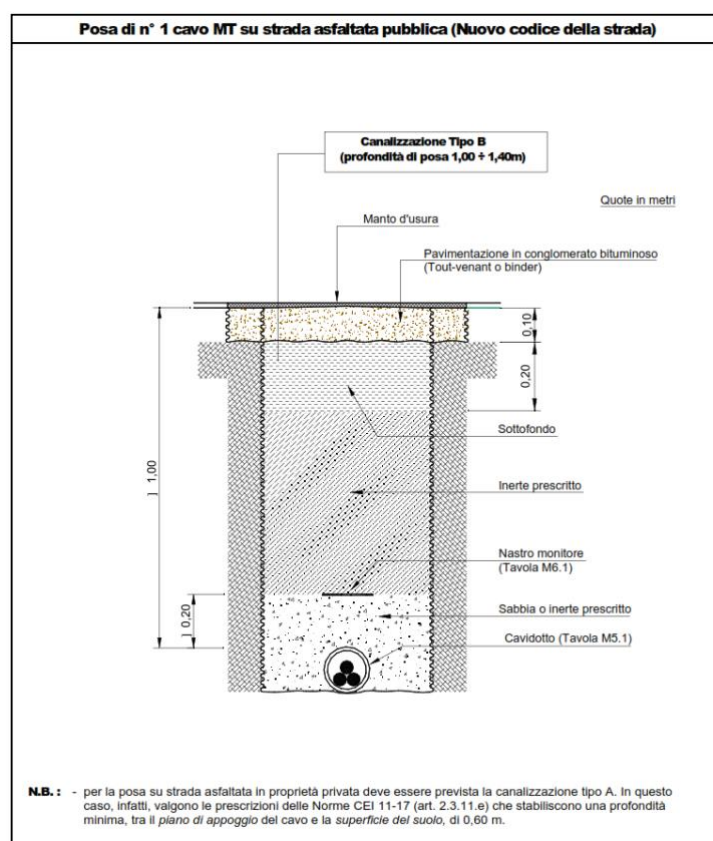 Posa di n° 1 cavo MT su strada asfaltata pubblica (Nuovo codice della strada)
Canalizzazione Tipo B
(profondità di posa 1,00 ÷ 1,40m)
Quote in metri
Manto d'usura
Pavimentazione in conglomerato bituminoso
(Tout-venant o binder)
0,10
0,20
Sottofondo
] 1,00
Inerte prescritto
Nastro monitore
(Tavola M6.1)
] 0,20
Sabbia o inerte prescritto
Cavidotto (Tavola M5.1)
N.B. : - per la posa su strada asfaltata in proprietà privata deve essere prevista la canalizzazione tipo A. In questo
caso, infatti, valgono le prescrizioni delle Norme CEI 11-17 (art. 2.3.11.e) che stabiliscono una profondità
minima, tra il piano di appoggio del cavo e la superficie del suolo, di 0,60 m.